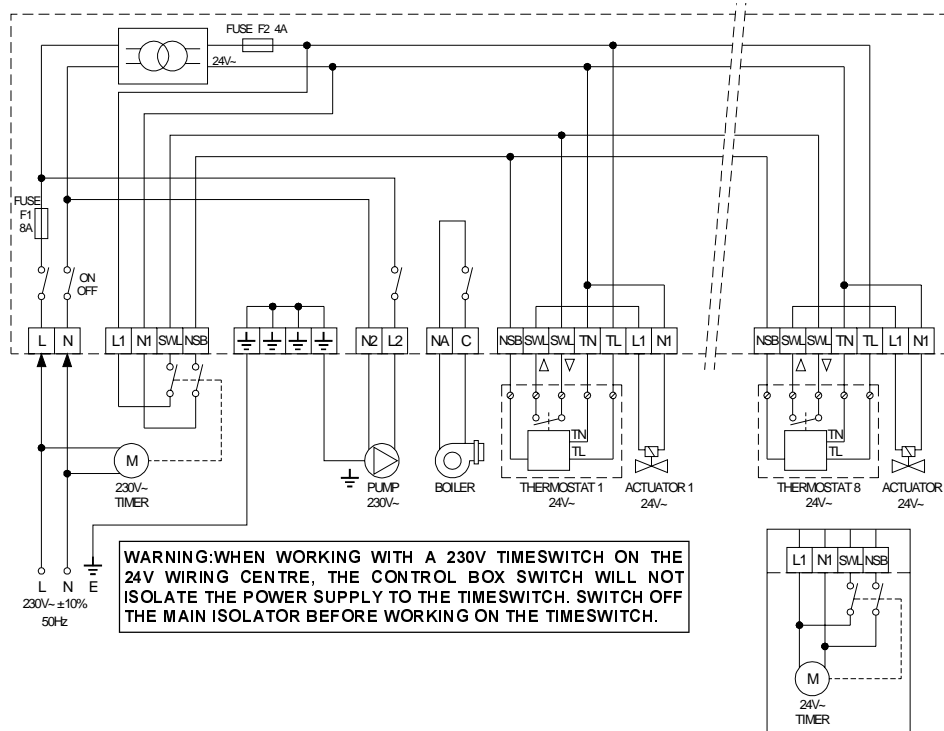 FUSE F2 4A
24V~
FUSE
F1
8A
ON
OFF
L N
L1 N1 SWL NSB
N2 L2
NA C
NSB SWL SWL TN TL L1 N1
NSB SWL SWL TN TL L1 N1
TN
TL
TN
TL
M
230V~
TIMER
PUMP
230V~
BOILER
THERMOSTAT 1
24V~
ACTUATOR 1
24V~
THERMOSTAT 8
24V~
ACTUATOR
24V~
L N E
230V~ ±10%
50Hz
WARNING:WHEN WORKING WITH A 230V TIMESWITCH ON THE
24V WIRING CENTRE, THE CONTROL BOX SWITCH WILL NOT
ISOLATE THE POWER SUPPLY TO THE TIMESWITCH. SWITCH OFF
THE MAIN ISOLATOR BEFORE WORKING ON THE TIMESWITCH.
L1 N1 SWL NSB
M
24V~
TIMER